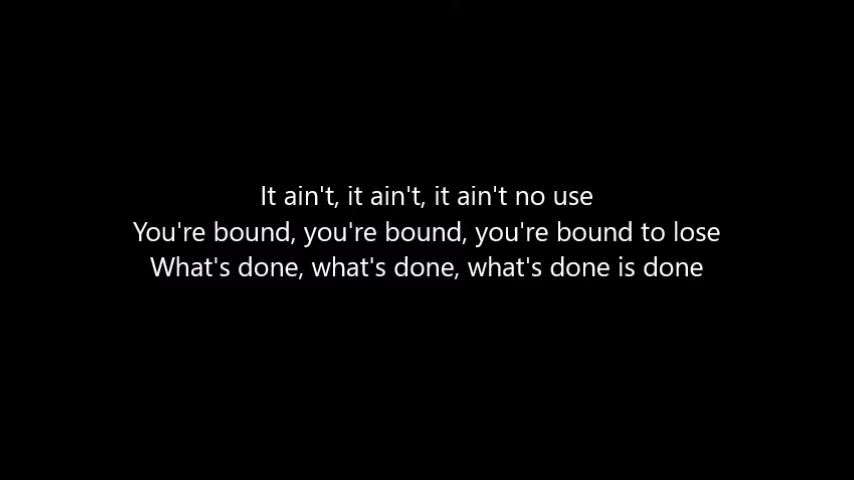 It ain't, it ain't, it ain't no use
You're bound, you're bound, you're bound to lose
What's done, what's done, what's done is done